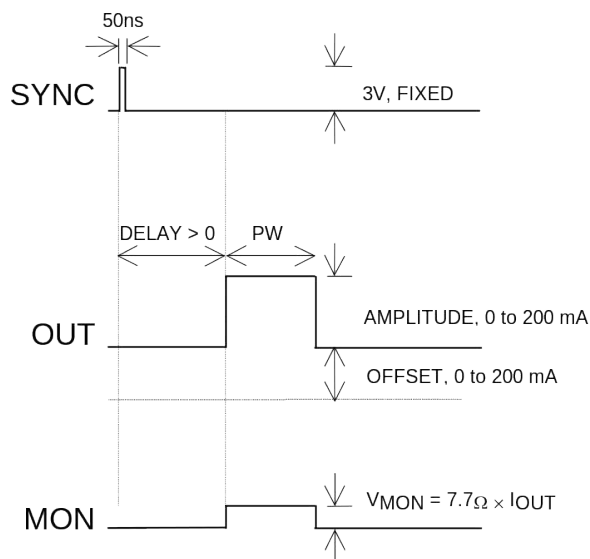 50ns
SYNC
3V, FIXED
DELAY > 0
PW
OUT
AMPLITUDE, 0 to 200 mA
OFFSET, 0 to 200 mA
MON
VMON = 7.7Ω × IOUT